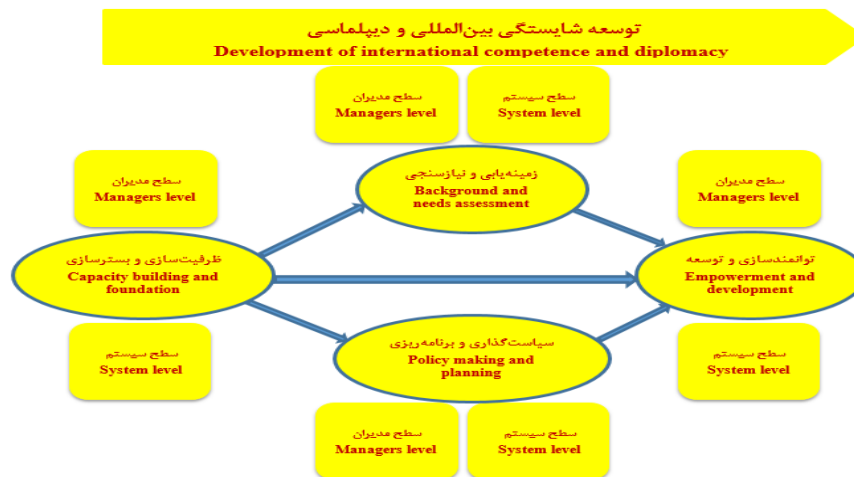 توسعه شایستگی بین‌المللی و دیپلماسی
Development of international competence and diplomacy
سطح مدیران
Managers level
سطح سیستم
System level
سطح مدیران
Managers level
زمینه‌یابی و نیازسنجی
Background and
needs assessment
سطح مدیران
Managers level
ظرفیت‌سازی و بسترسازی
Capacity building and
foundation
توانمندسازی و توسعه
Empowerment and
development
سطح سیستم
System level
سیاست‌گذاری و برنامه‌ریزی
Policy making and
planning
سطح سیستم
System level
سطح مدیران
Managers level
سطح سیستم
System level